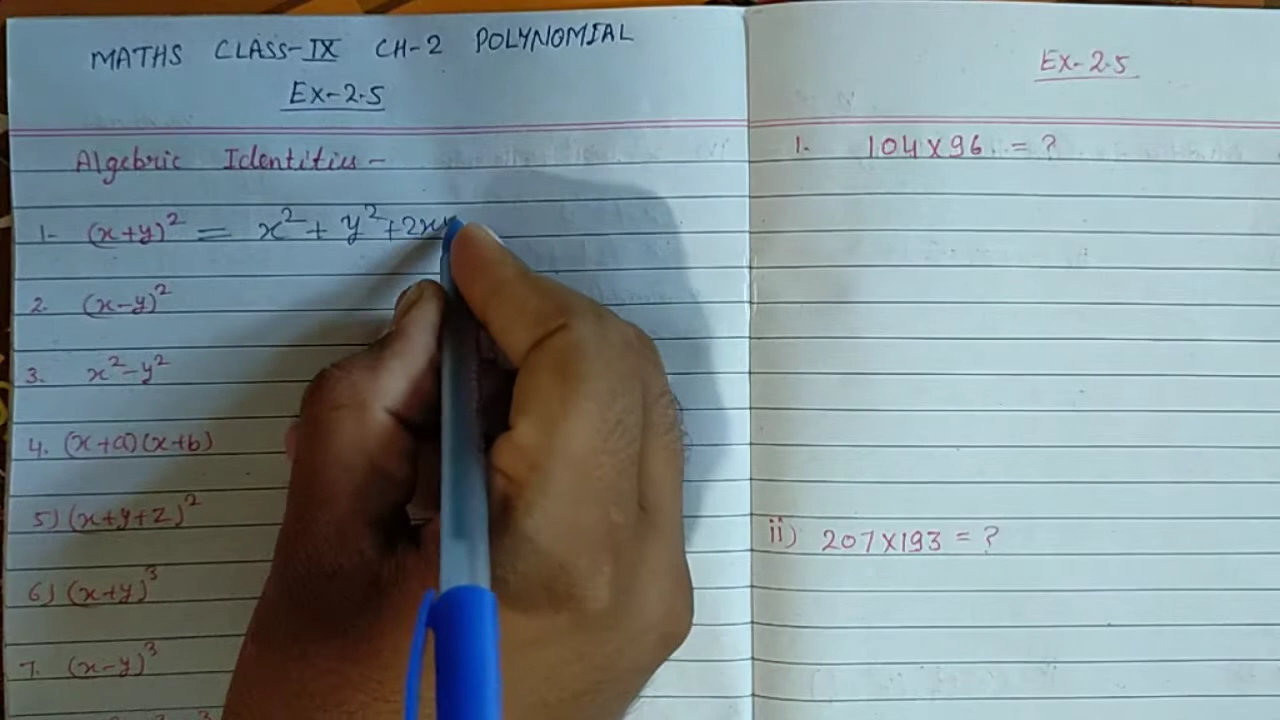 MATHS CLASS-IX CH-2 POLYNOMIAL
EX-2.5
Algebric Identities -
1- (x+y)² = x² + y² + 2xy
2. (x-y)²
3. x²-y²
4. (x+a)(x+b)
5) (x+y+z)²
6) (x+y)³
7. (x-y)³
EX-2.5
1. 104×96 = ?
ii) 207×193 = ?